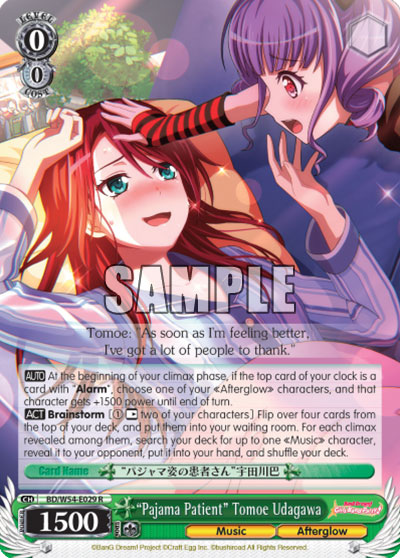 LEVEL
0
0
COST
SAMPLE
Tomoe: "As soon as I'm feeling better,
I've got a lot of people to thank."
AUTO At the beginning of your climax phase, if the top card of your clock is a
card with "Alarm", choose one of your «Afterglow» characters, and that
character gets +1500 power until end of turn.
ACT Brainstorm [① two of your characters] Flip over four cards from
the top of your deck, and put them into your waiting room. For each climax
revealed among them, search your deck for up to one «Music» character,
reveal it to your opponent, put it into your hand, and shuffle your deck.
Card Name
"パジャマ姿の患者さん"宇田川巴
CH BD/W54-E029 R
"Pajama Patient" Tomoe Udagawa
POWER
1500
Music
Afterglow
©BanG Dream! Project ©Craft Egg Inc. ©bushiroad All Rights Reserved.